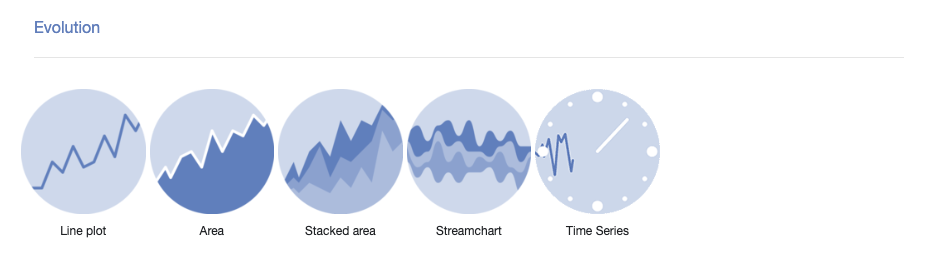 Evolution
Line plot
Area
Stacked area
Streamchart
Time Series